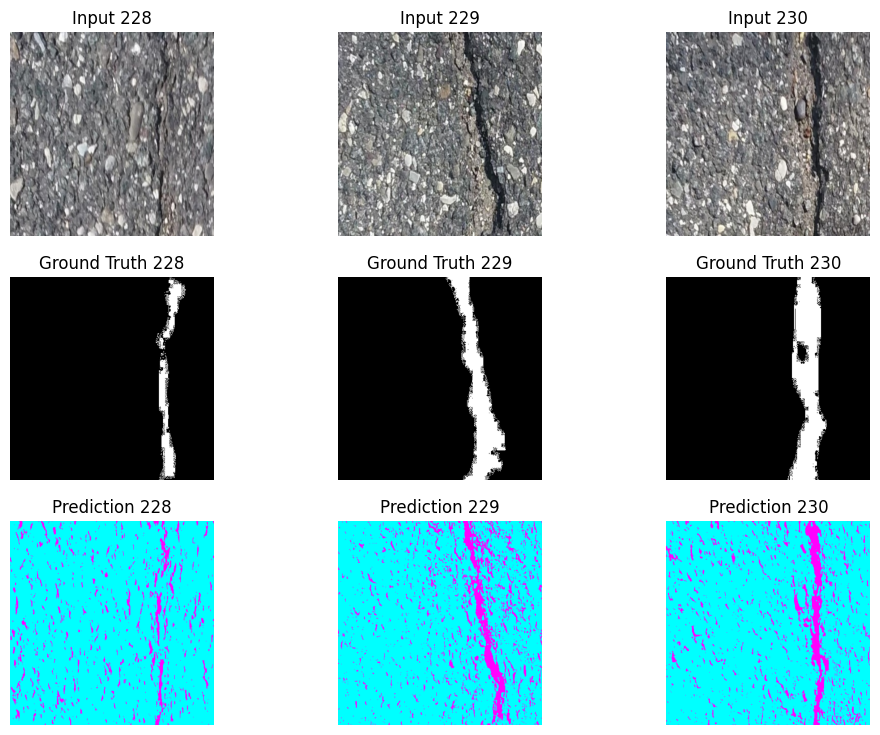 Input 228
Input 229
Input 230
Ground Truth 228
Ground Truth 229
Ground Truth 230
Prediction 228
Prediction 229
Prediction 230